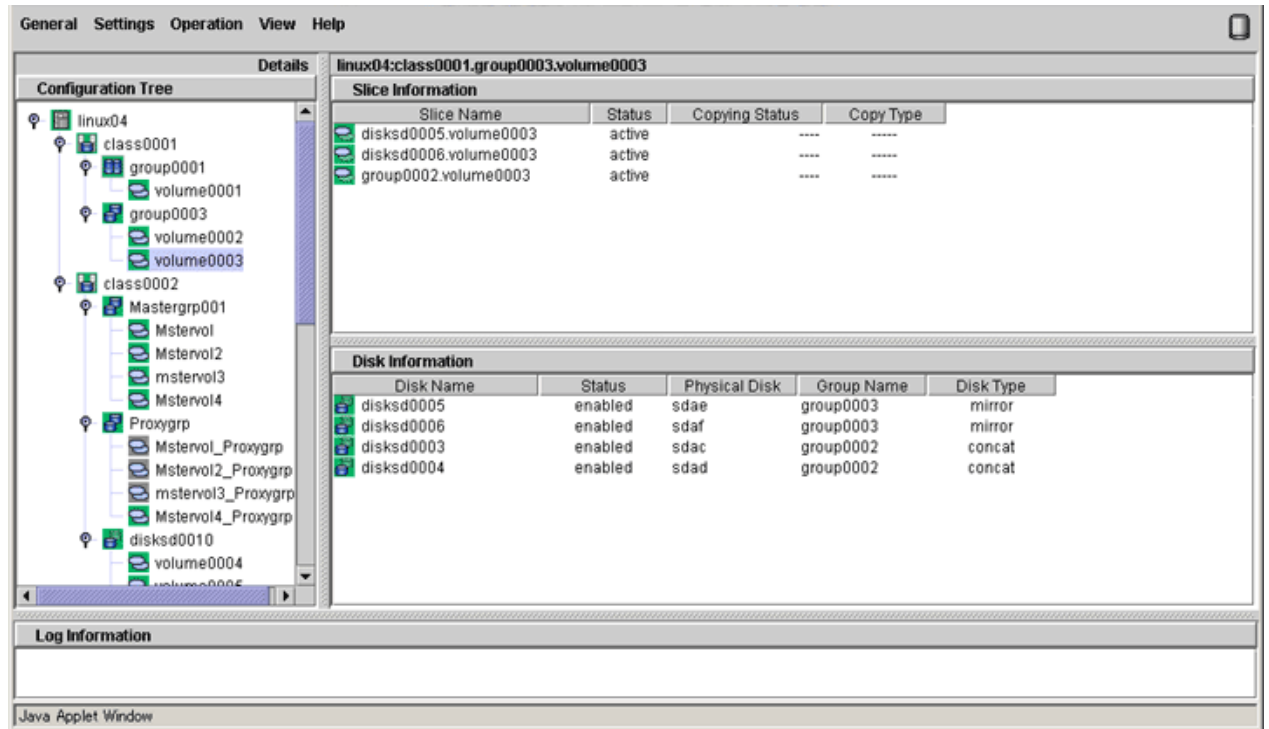 General Settings Operation View Help
Details
Configuration Tree
linux04
class0001
group0001
volume0001
group0003
volume0002
volume0003
class0002
Mastergrp001
Mstervol
Mstervol2
mstervol3
Mstervol4
Proxygrp
Mstervol_Proxygrp
Mstervol2_Proxygrp
mstervol3_Proxygrp
Mstervol4_Proxygrp
disksd0010
volume0004
linux04:class0001.group0003.volume0003
Slice Information
Slice Name Status Copying Status Copy Type
disksd0005.volume0003 active ---- -----
disksd0006.volume0003 active ---- -----
group0002.volume0003 active ---- -----
Disk Information
Disk Name Status Physical Disk Group Name Disk Type
disksd0005 enabled sdae group0003 mirror
disksd0006 enabled sdaf group0003 mirror
disksd0003 enabled sdac group0002 concat
disksd0004 enabled sdad group0002 concat
Log Information
Java Applet Window